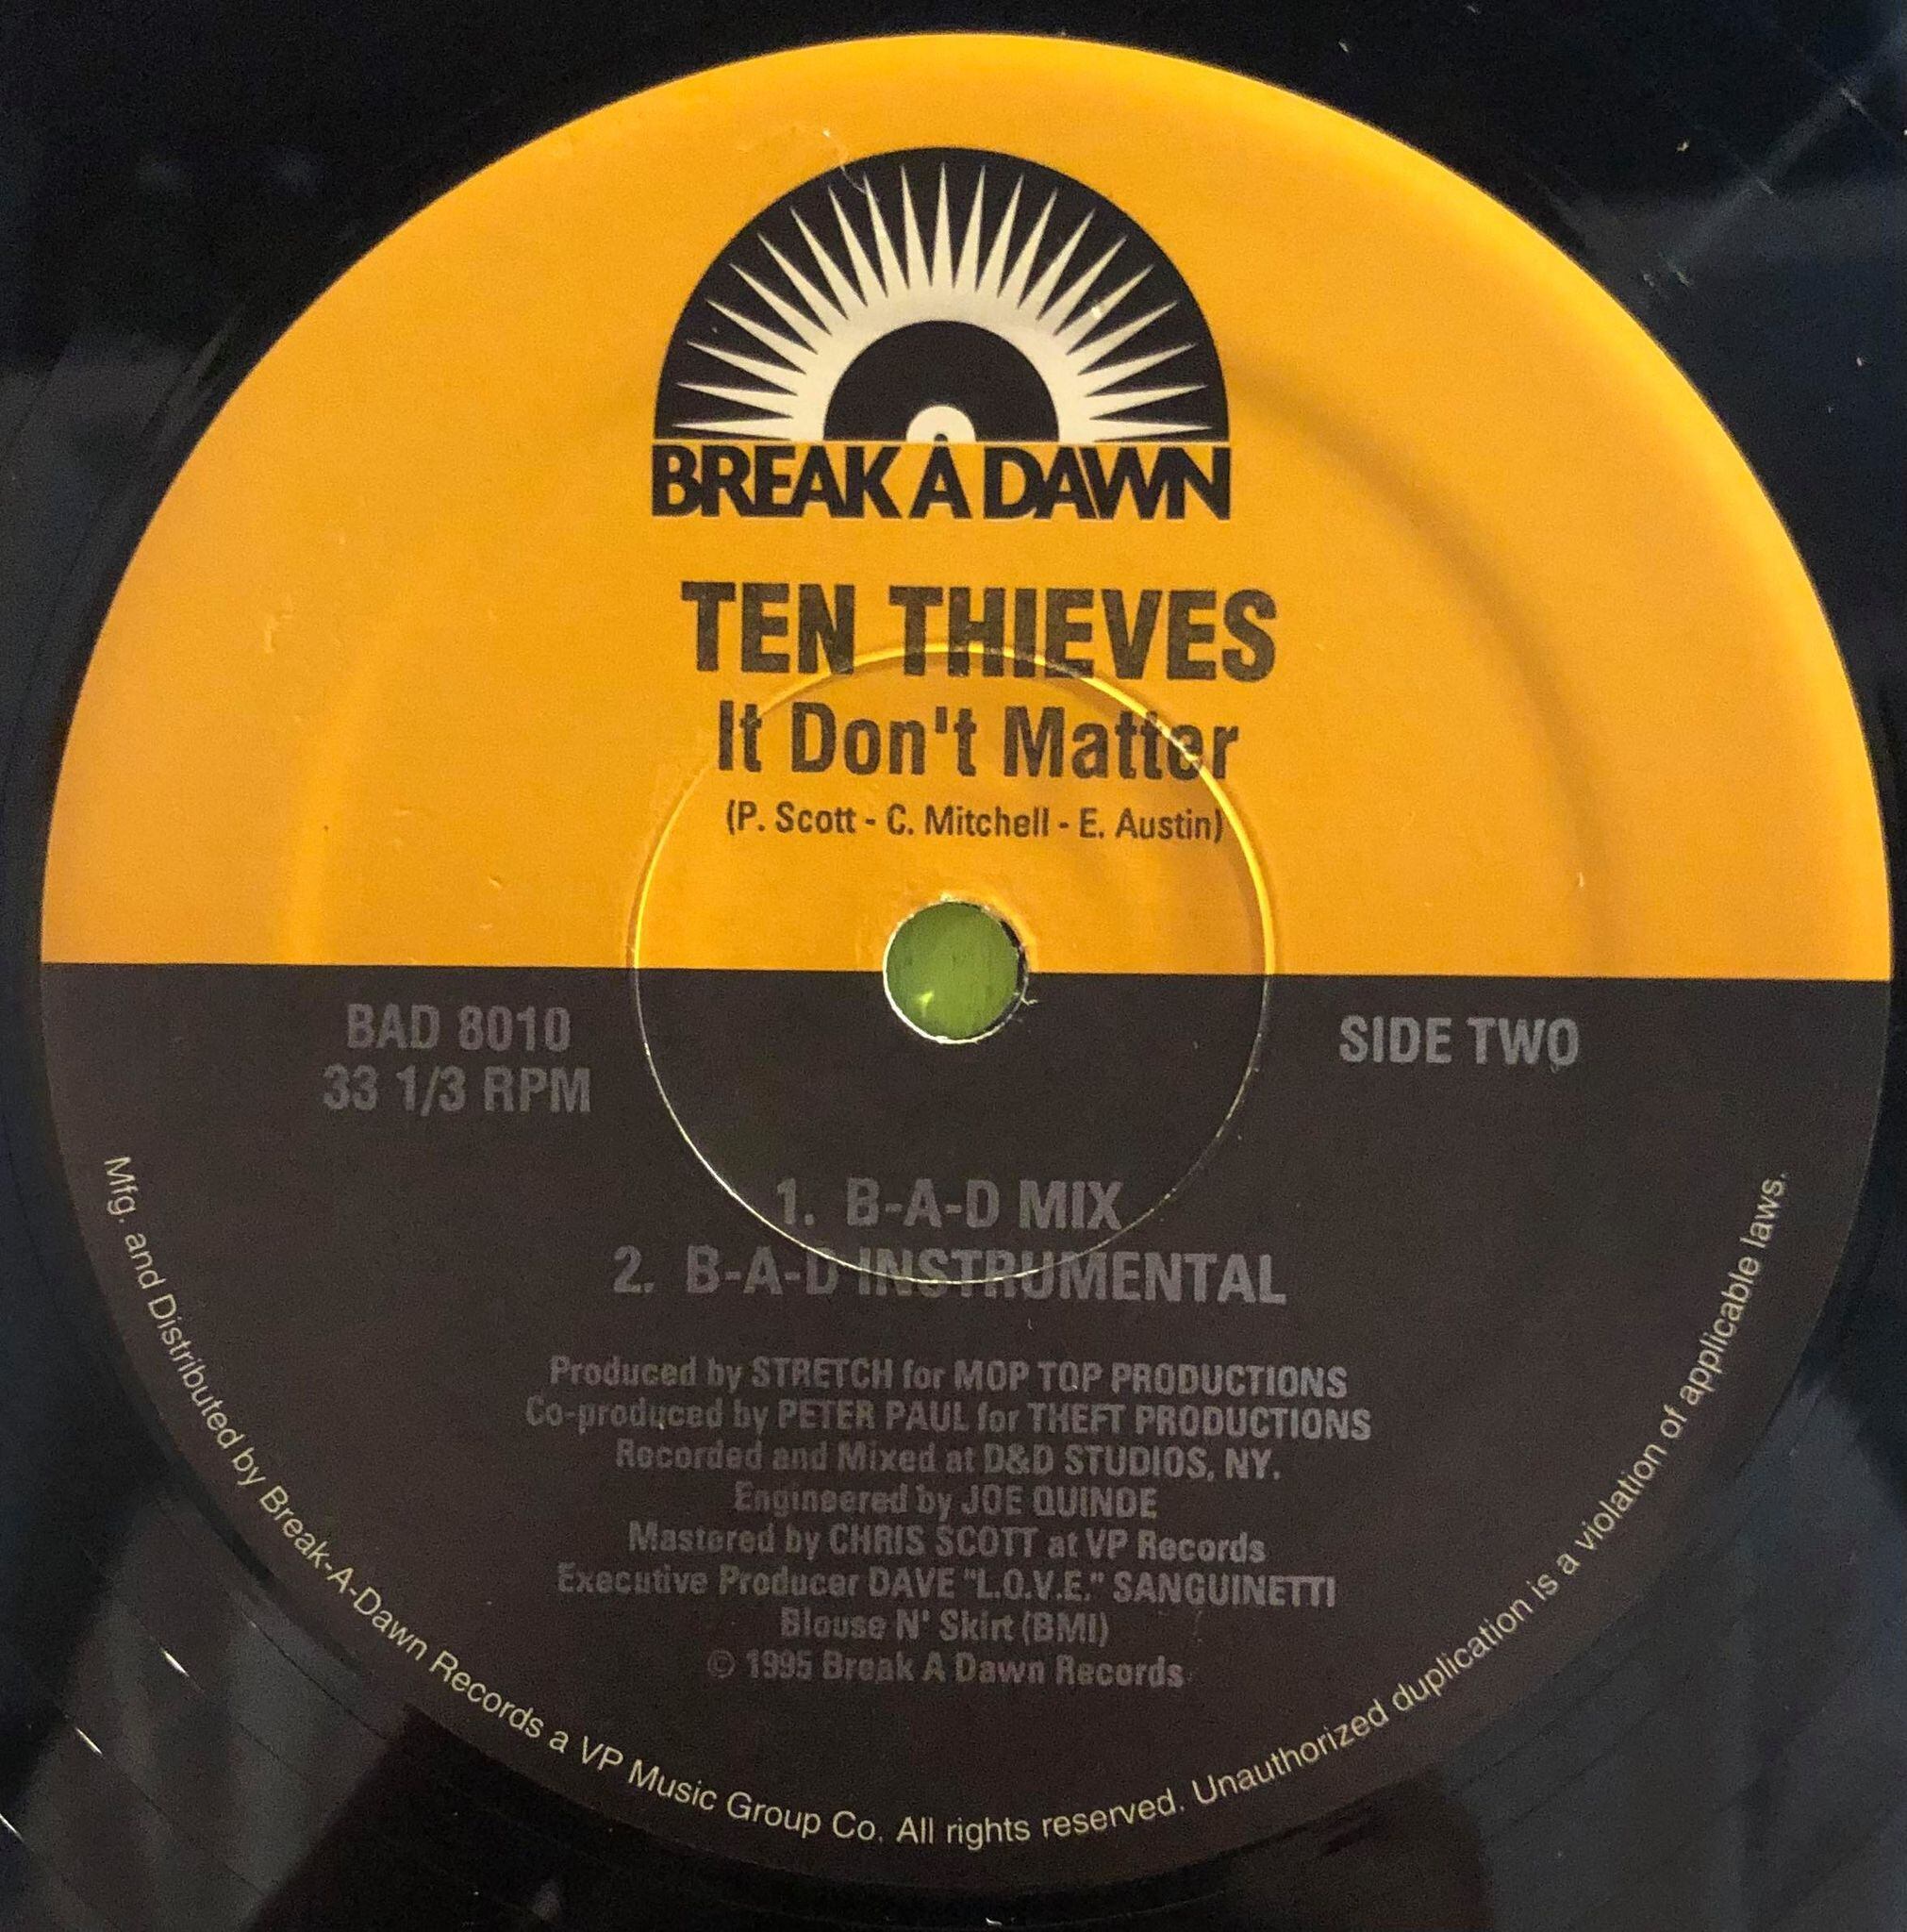 BREAK A DAWN
TEN THIEVES
It Don't Matter
(P. Scott - C. Mitchell - E. Austin)
BAD 8010
33 1/3 RPM
SIDE TWO
1. B-A-D MIX
2. B-A-D INSTRUMENTAL
Produced by STRETCH for MOP TOP PRODUCTIONS
Co-produced by PETER PAUL for THEFT PRODUCTIONS
Recorded and Mixed at D&D STUDIOS, NY.
Engineered by JOE QUINDE
Mastered by CHRIS SCOTT at VP Records
Executive Producer DAVE "L.O.V.E." SANGUINETTI
Blouse N' Skirt (BMI)
© 1995 Break A Dawn Records
Mfg. and Distributed by Break-A-Dawn Records a VP Music Group Co. All rights reserved. Unauthorized duplication is a violation of applicable laws.